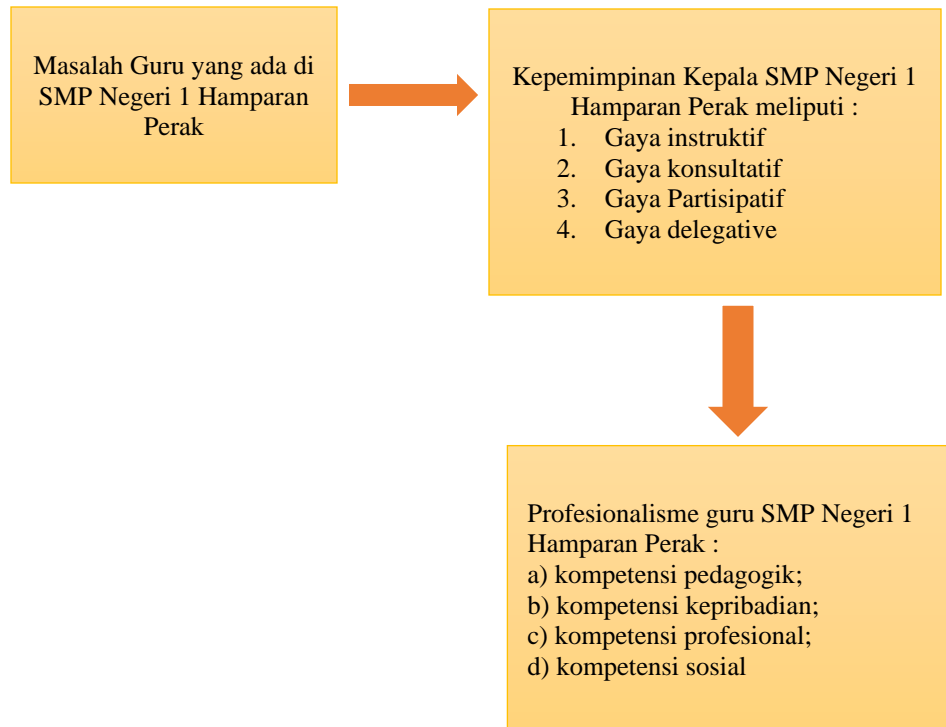 Masalah Guru yang ada di
SMP Negeri 1 Hamparan
Perak
Kepemimpinan Kepala SMP Negeri 1
Hamparan Perak meliputi :
1. Gaya instruktif
2. Gaya konsultatif
3. Gaya Partisipatif
4. Gaya delegative
Profesionalisme guru SMP Negeri 1
Hamparan Perak :
a) kompetensi pedagogik;
b) kompetensi kepribadian;
c) kompetensi profesional;
d) kompetensi sosial